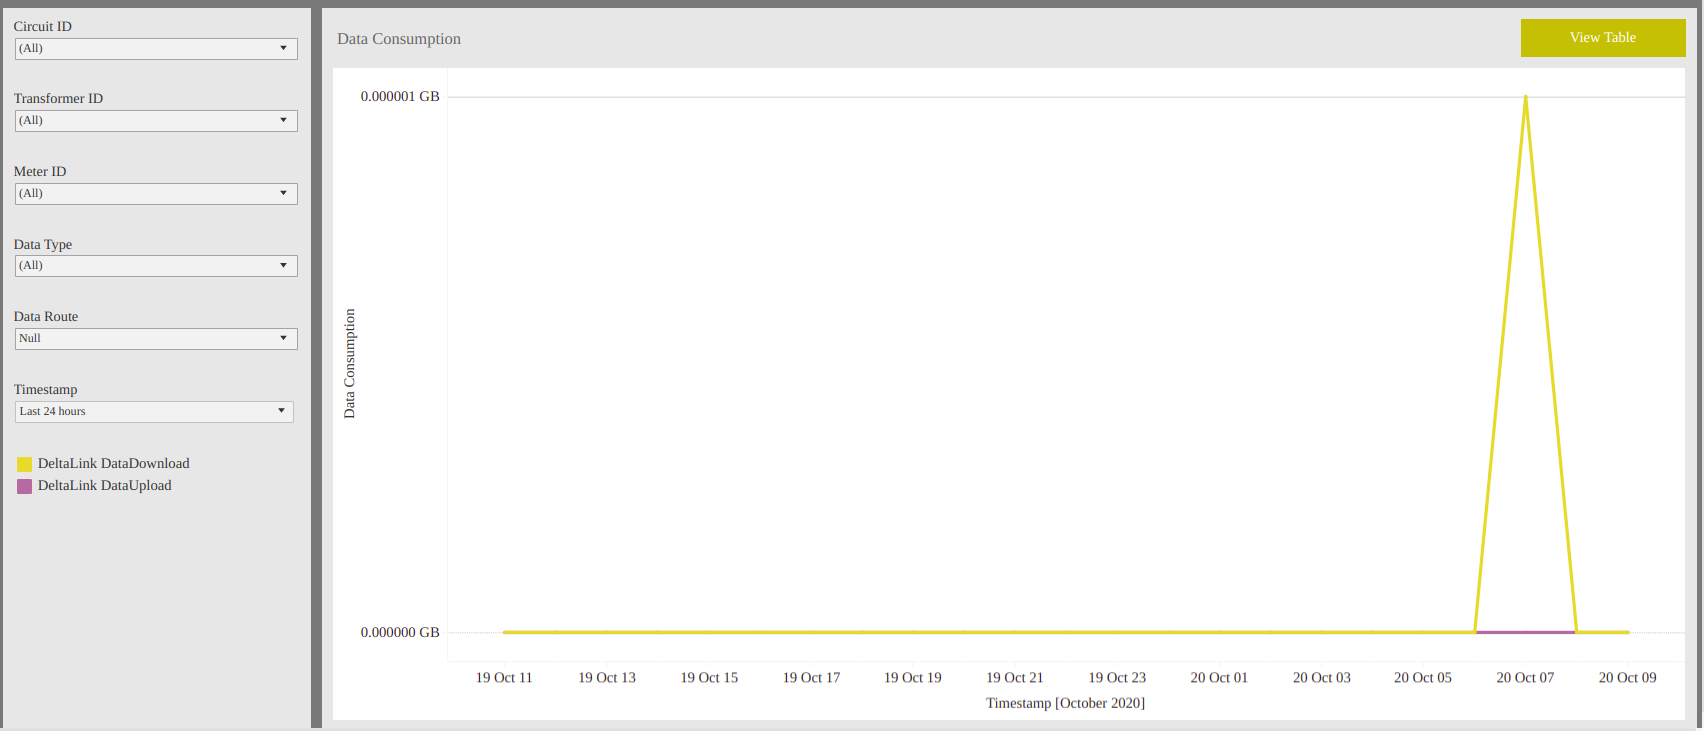 Circuit ID
(All)
Transformer ID
(All)
Meter ID
(All)
Data Type
(All)
Data Route
Null
Timestamp
Last 24 hours
DeltaLink DataDownload
DeltaLink DataUpload
Data Consumption
View Table
0.000001 GB
Data Consumption
0.000000 GB
19 Oct 11 19 Oct 13 19 Oct 15 19 Oct 17 19 Oct 19 19 Oct 21 19 Oct 23 20 Oct 01 20 Oct 03 20 Oct 05 20 Oct 07 20 Oct 09
Timestamp [October 2020]